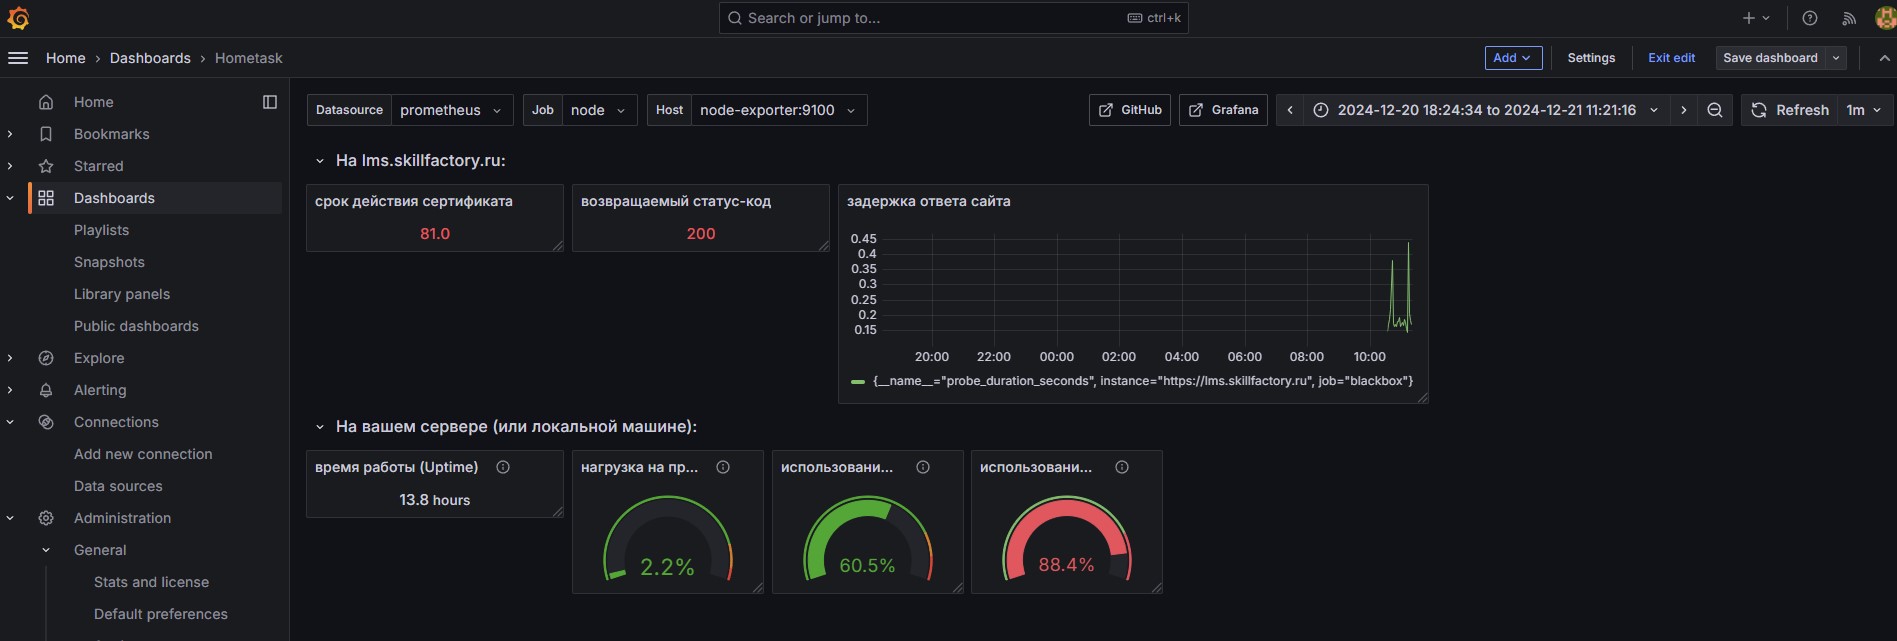 Search or jump to...
ctrl+k
Home
Dashboards
Hometask
Add
Settings
Exit edit
Save dashboard
Home
Bookmarks
Starred
Dashboards
Playlists
Snapshots
Library panels
Public dashboards
Explore
Alerting
Connections
Add new connection
Data sources
Administration
General
Stats and license
Default preferences
Datasource prometheus
Job node
Host node-exporter:9100
GitHub
Grafana
2024-12-20 18:24:34 to 2024-12-21 11:21:16
Refresh 1m
На lms.skillfactory.ru:
срок действия сертификата
81.0
возвращаемый статус-код
200
задержка ответа сайта
0.45
0.4
0.35
0.3
0.25
0.2
0.15
20:00 22:00 00:00 02:00 04:00 06:00 08:00 10:00
{__name__="probe_duration_seconds", instance="https://lms.skillfactory.ru", job="blackbox"}
На вашем сервере (или локальной машине):
время работы (Uptime)
13.8 hours
нагрузка на пр...
2.2%
использовани...
60.5%
использовани...
88.4%